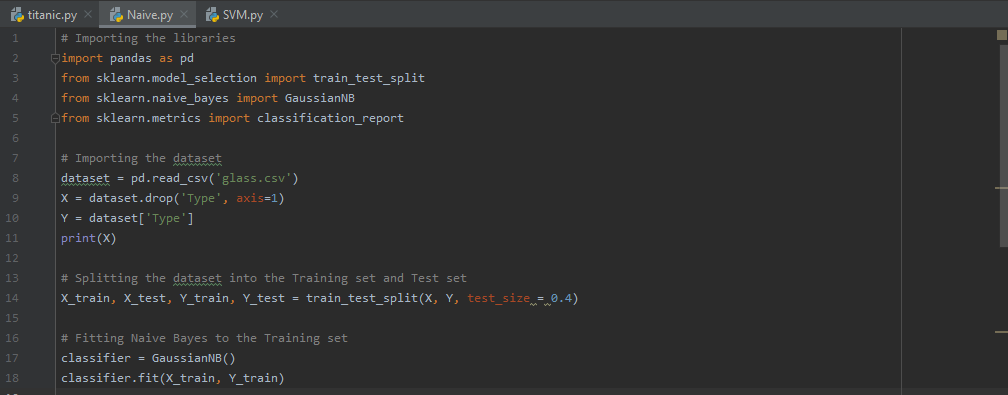 titanic.py × Naive.py × SVM.py ×
1 # Importing the libraries
2 import pandas as pd
3 from sklearn.model_selection import train_test_split
4 from sklearn.naive_bayes import GaussianNB
5 from sklearn.metrics import classification_report
6
7 # Importing the dataset
8 dataset = pd.read_csv('glass.csv')
9 X = dataset.drop('Type', axis=1)
10 Y = dataset['Type']
11 print(X)
12
13 # Splitting the dataset into the Training set and Test set
14 X_train, X_test, Y_train, Y_test = train_test_split(X, Y, test_size = 0.4)
15
16 # Fitting Naive Bayes to the Training set
17 classifier = GaussianNB()
18 classifier.fit(X_train, Y_train)